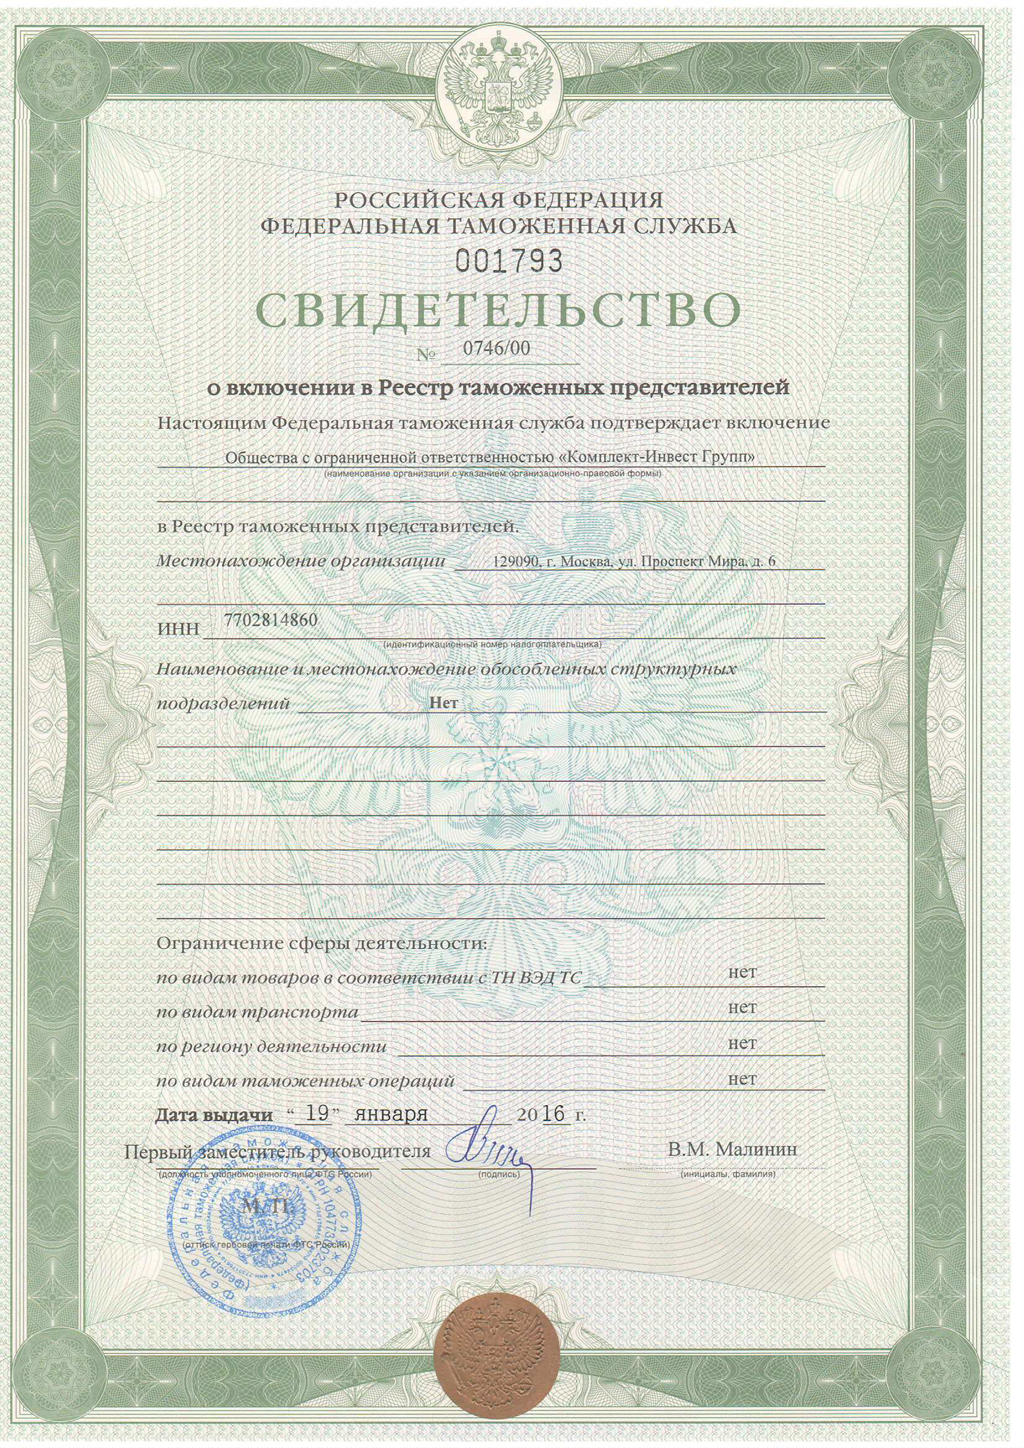 РОССИЙСКАЯ ФЕДЕРАЦИЯ
ФЕДЕРАЛЬНАЯ ТАМОЖЕННАЯ СЛУЖБА
001793
СВИДЕТЕЛЬСТВО
№ 0746/00
о включении в Реестр таможенных представителей
Настоящим Федеральная таможенная служба подтверждает включение
Общества с ограниченной ответственностью «Комплект-Инвест Групп»
(наименование организации с указанием организационно-правовой формы)
в Реестр таможенных представителей.
Местонахождение организации 129090, г. Москва, ул. Проспект Мира, д. 6
ИНН 7702814860
(идентификационный номер налогоплательщика)
Наименование и местонахождение обособленных структурных
подразделений Нет
Ограничение сферы деятельности:
по видам товаров в соответствии с ТН ВЭД ТС нет
по видам транспорта нет
по региону деятельности нет
по видам таможенных операций нет
Дата выдачи “ 19 ” января 2016 г.
Первый заместитель руководителя В.М. Малинин
(должность уполномоченного лица ФТС России) (подпись) (инициалы, фамилия)
М. П.
(оттиск гербовой печати ФТС России)
Федеральная таможенная служба